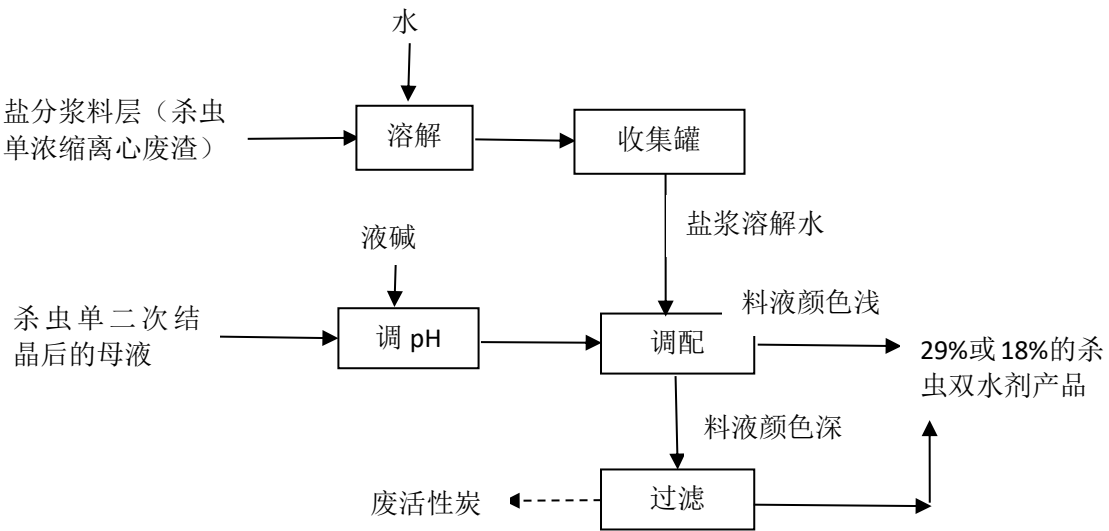 水
盐分浆料层（杀虫
单浓缩离心废渣）
溶解
收集罐
盐浆溶解水
液碱
料液颜色浅
杀虫单二次结
晶后的母液
调 pH
调配
29%或 18%的杀
虫双水剂产品
料液颜色深
废活性炭
过滤